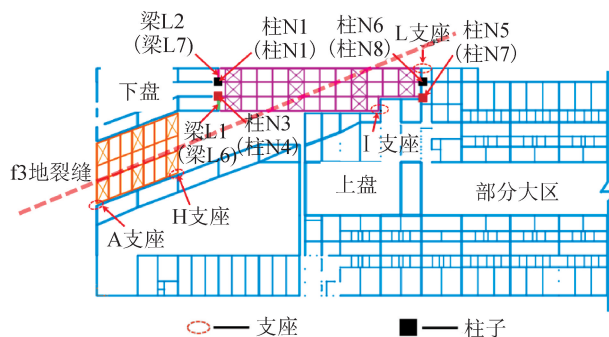 梁L2
(梁L7)
柱N1
(柱N1)
柱N6
(柱N8)
L支座
柱N5
(柱N7)
下盘
梁L1
(梁L6)
柱N3
(柱N4)
I 支座
f3地裂缝
H支座
A支座
上盘
部分大区
支座
柱子